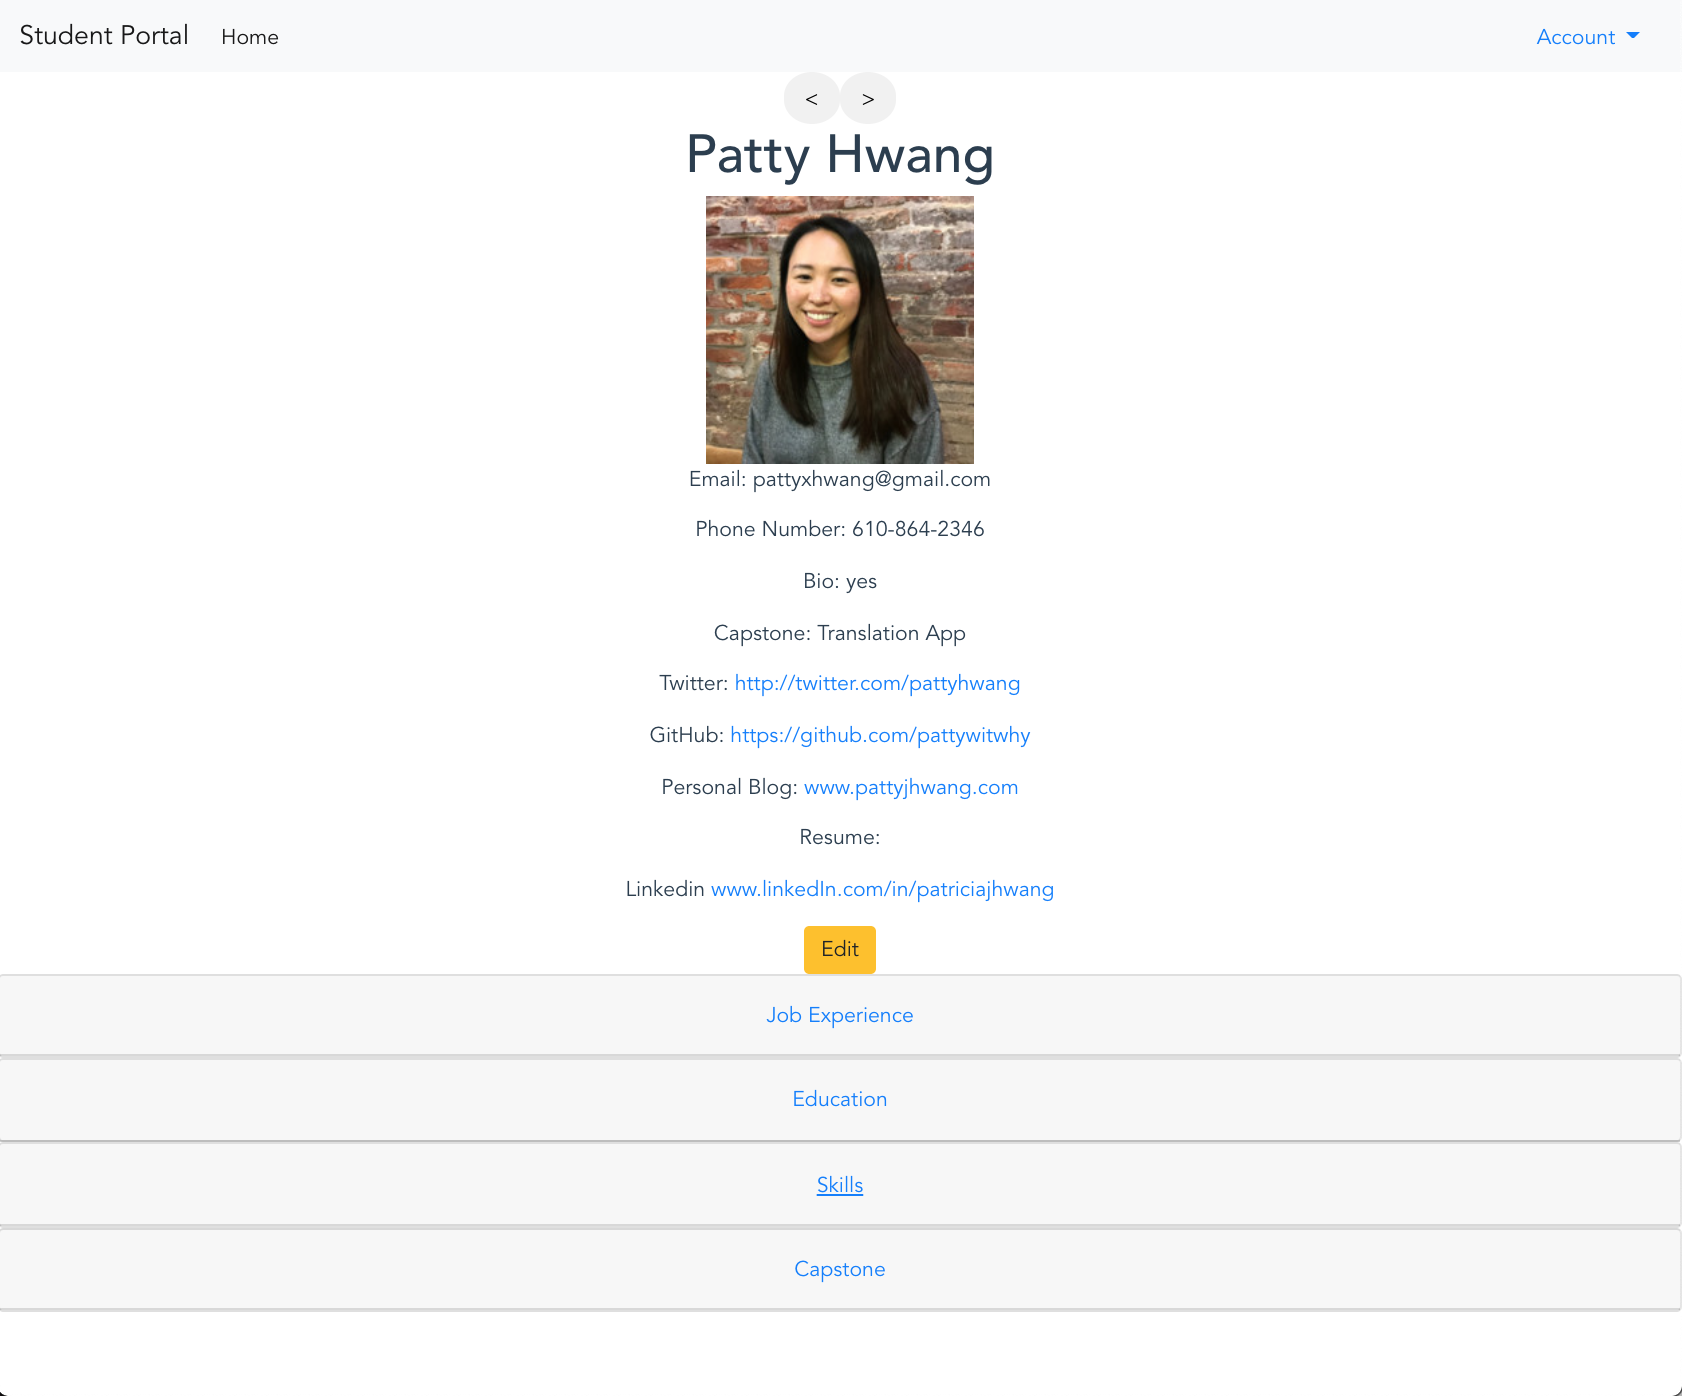 Student Portal Home Account
< >
Patty Hwang
Email: pattyxhwang@gmail.com
Phone Number: 610-864-2346
Bio: yes
Capstone: Translation App
Twitter: http://twitter.com/pattyhwang
GitHub: https://github.com/pattywitwhy
Personal Blog: www.pattyjhwang.com
Resume:
Linkedin www.linkedIn.com/in/patriciajhwang
Edit
Job Experience
Education
Skills
Capstone